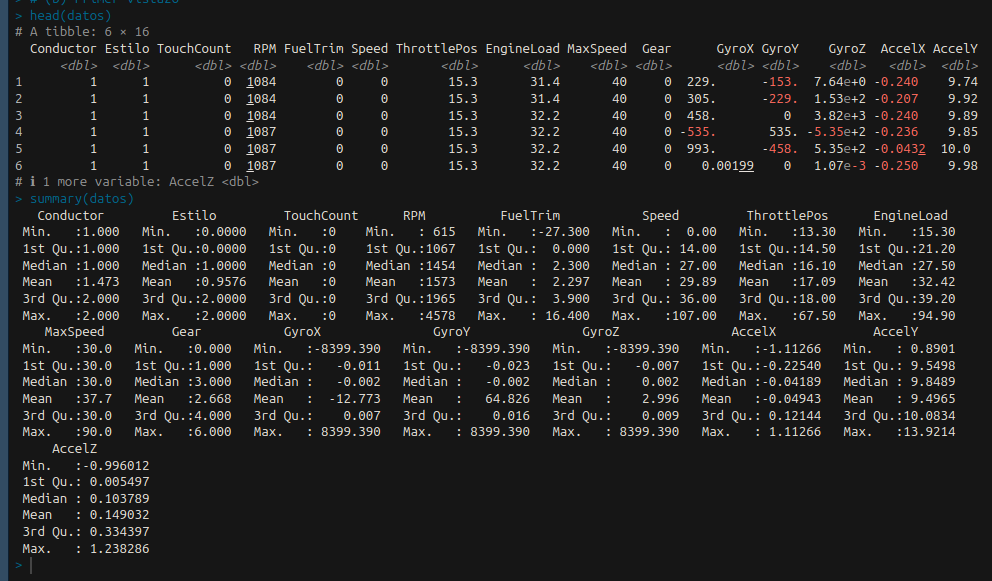 > # (b) Primer vistazo
> head(datos)
# A tibble: 6 × 16
  Conductor Estilo TouchCount   RPM FuelTrim Speed ThrottlePos EngineLoad MaxSpeed  Gear      GyroX GyroY    GyroZ  AccelX AccelY
      <dbl>  <dbl>      <dbl> <dbl>    <dbl> <dbl>       <dbl>      <dbl>    <dbl> <dbl>      <dbl> <dbl>    <dbl>   <dbl>  <dbl>
1         1      1          0  1084        0     0        15.3       31.4       40     0  229.      -153.  7.64e+0 -0.240    9.74
2         1      1          0  1084        0     0        15.3       31.4       40     0  305.      -229.  1.53e+2 -0.207    9.92
3         1      1          0  1084        0     0        15.3       32.2       40     0  458.         0   3.82e+3 -0.240    9.89
4         1      1          0  1087        0     0        15.3       32.2       40     0 -535.       535. -5.35e+2 -0.236    9.85
5         1      1          0  1087        0     0        15.3       32.2       40     0  993.      -458.  5.35e+2 -0.0432  10.0
6         1      1          0  1087        0     0        15.3       32.2       40     0    0.00199    0   1.07e-3 -0.250    9.98
# ℹ 1 more variable: AccelZ <dbl>
> summary(datos)
   Conductor         Estilo         TouchCount      RPM          FuelTrim           Speed         ThrottlePos      EngineLoad
 Min.   :1.000   Min.   :0.0000   Min.   :0   Min.   : 615   Min.   :-27.300   Min.   :  0.00   Min.   :13.30   Min.   :15.30
 1st Qu.:1.000   1st Qu.:0.0000   1st Qu.:0   1st Qu.:1067   1st Qu.:  0.000   1st Qu.: 14.00   1st Qu.:14.50   1st Qu.:21.20
 Median :1.000   Median :1.0000   Median :0   Median :1454   Median :  2.300   Median : 27.00   Median :16.10   Median :27.50
 Mean   :1.473   Mean   :0.9576   Mean   :0   Mean   :1573   Mean   :  2.297   Mean   : 29.89   Mean   :17.09   Mean   :32.42
 3rd Qu.:2.000   3rd Qu.:2.0000   3rd Qu.:0   3rd Qu.:1965   3rd Qu.:  3.900   3rd Qu.: 36.00   3rd Qu.:18.00   3rd Qu.:39.20
 Max.   :2.000   Max.   :2.0000   Max.   :0   Max.   :4578   Max.   : 16.400   Max.   :107.00   Max.   :67.50   Max.   :94.90
    MaxSpeed         Gear           GyroX              GyroY              GyroZ              AccelX             AccelY
 Min.   :30.0   Min.   :0.000   Min.   :-8399.390   Min.   :-8399.390   Min.   :-8399.390   Min.   :-1.11266   Min.   : 0.8901
 1st Qu.:30.0   1st Qu.:1.000   1st Qu.:   -0.011   1st Qu.:   -0.023   1st Qu.:   -0.007   1st Qu.:-0.22540   1st Qu.: 9.5498
 Median :30.0   Median :3.000   Median :   -0.002   Median :   -0.002   Median :    0.002   Median :-0.04189   Median : 9.8489
 Mean   :37.7   Mean   :2.668   Mean   :  -12.773   Mean   :   64.826   Mean   :    2.996   Mean   :-0.04943   Mean   : 9.4965
 3rd Qu.:30.0   3rd Qu.:4.000   3rd Qu.:    0.007   3rd Qu.:    0.016   3rd Qu.:    0.009   3rd Qu.: 0.12144   3rd Qu.:10.0834
 Max.   :90.0   Max.   :6.000   Max.   : 8399.390   Max.   : 8399.390   Max.   : 8399.390   Max.   : 1.11266   Max.   :13.9214
     AccelZ
 Min.   :-0.996012
 1st Qu.: 0.005497
 Median : 0.103789
 Mean   : 0.149032
 3rd Qu.: 0.334397
 Max.   : 1.238286
>